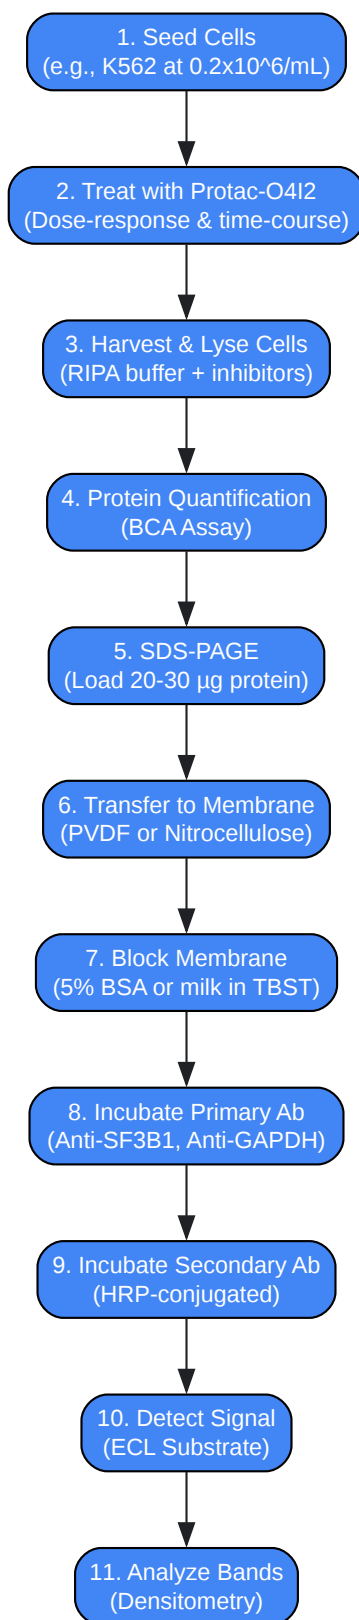 1. Seed Cells
(e.g., K562 at 0.2x10^6/mL)
2. Treat with Protac-O4I2
(Dose-response & time-course)
3. Harvest & Lyse Cells
(RIPA buffer + inhibitors)
4. Protein Quantification
(BCA Assay)
5. SDS-PAGE
(Load 20-30 µg protein)
6. Transfer to Membrane
(PVDF or Nitrocellulose)
7. Block Membrane
(5% BSA or milk in TBST)
8. Incubate Primary Ab
(Anti-SF3B1, Anti-GAPDH)
9. Incubate Secondary Ab
(HRP-conjugated)
10. Detect Signal
(ECL Substrate)
11. Analyze Bands
(Densitometry)